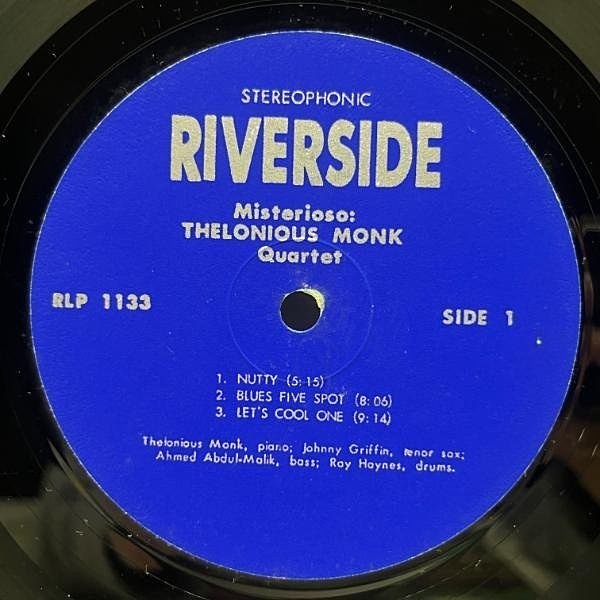 STEREOPHONIC
RIVERSIDE
Misterioso:
THELONIOUS MONK
Quartet
RLP 1133
SIDE 1
1. NUTTY (5:15)
2. BLUES FIVE SPOT (8:06)
3. LET'S COOL ONE (9:14)
Thelonious Monk, piano; Johnny Griffin, tenor sax;
Ahmed Abdul-Malik, bass; Roy Haynes, drums.